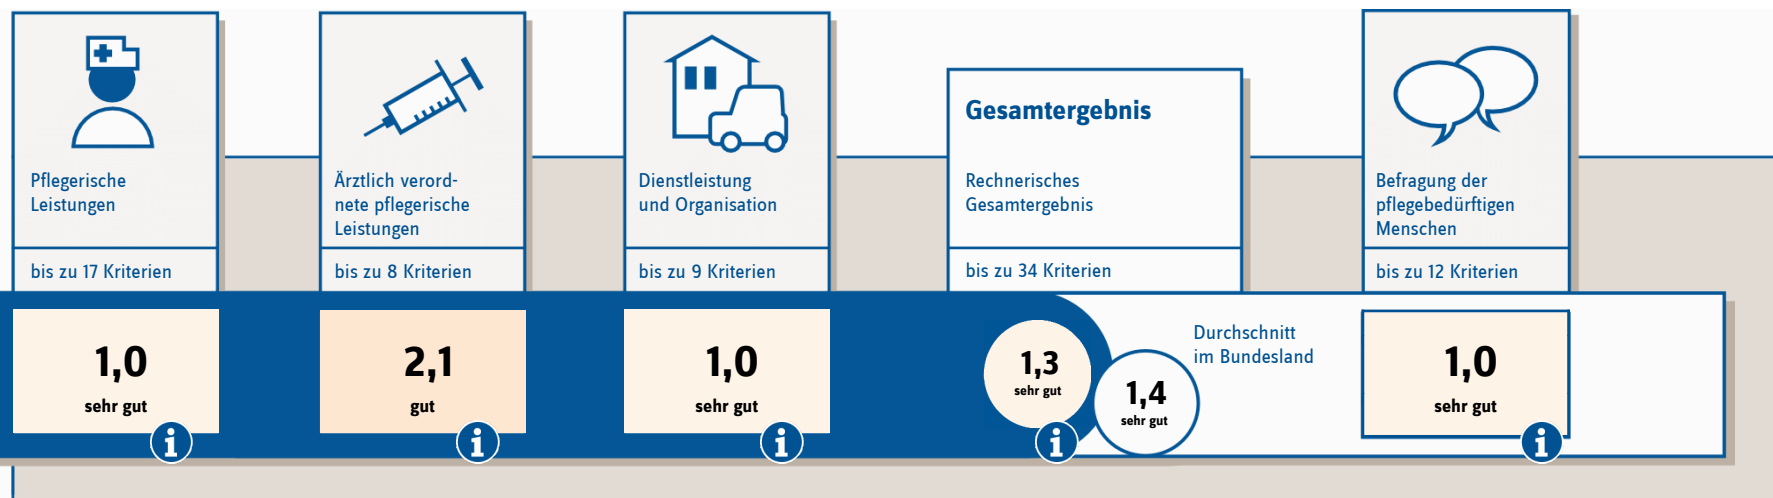 Pflegerische
Leistungen
bis zu 17 Kriterien
1,0
sehr gut
i
Ärztlich verord-
nete pflegerische
Leistungen
bis zu 8 Kriterien
2,1
gut
i
Dienstleistung
und Organisation
bis zu 9 Kriterien
1,0
sehr gut
i
Gesamtergebnis
Rechnerisches
Gesamtergebnis
bis zu 34 Kriterien
1,3
sehr gut
i
1,4
sehr gut
Durchschnitt
im Bundesland
Befragung der
pflegebedürftigen
Menschen
bis zu 12 Kriterien
1,0
sehr gut
i